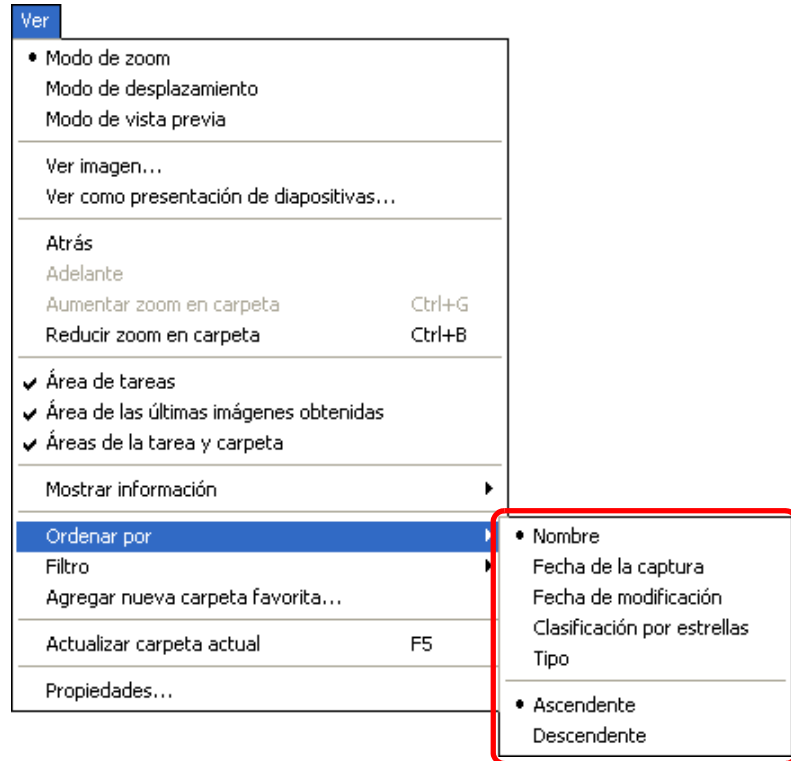 Ver
Modo de zoom
Modo de desplazamiento
Modo de vista previa
Ver imagen...
Ver como presentación de diapositivas...
Atrás
Adelante
Aumentar zoom en carpeta Ctrl+G
Reducir zoom en carpeta Ctrl+B
Área de tareas
Área de las últimas imágenes obtenidas
Áreas de la tarea y carpeta
Mostrar información
Ordenar por
Filtro
Agregar nueva carpeta favorita...
Actualizar carpeta actual F5
Propiedades...
Nombre
Fecha de la captura
Fecha de modificación
Clasificación por estrellas
Tipo
Ascendente
Descendente